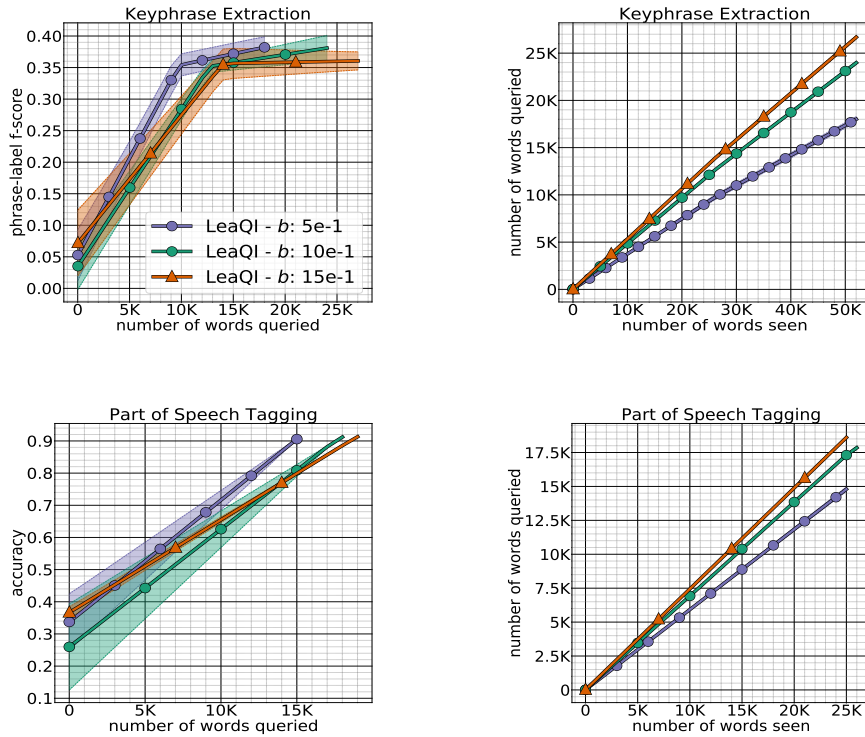 Keyphrase Extraction
0.40
0.35
0.30
0.25
0.20
0.15
0.10
0.05
0.00
phrase-label f-score
LeaQI - b: 5e-1
LeaQI - b: 10e-1
LeaQI - b: 15e-1
0 5K 10K 15K 20K 25K
number of words queried
Keyphrase Extraction
25K
20K
15K
10K
5K
0
number of words queried
0 10K 20K 30K 40K 50K
number of words seen
Part of Speech Tagging
0.9
0.8
0.7
0.6
0.5
0.4
0.3
0.2
0.1
accuracy
0 5K 10K 15K
number of words queried
Part of Speech Tagging
17.5K
15K
12.5K
10K
7.5K
5K
2.5K
0
number of words queried
0 5K 10K 15K 20K 25K
number of words seen